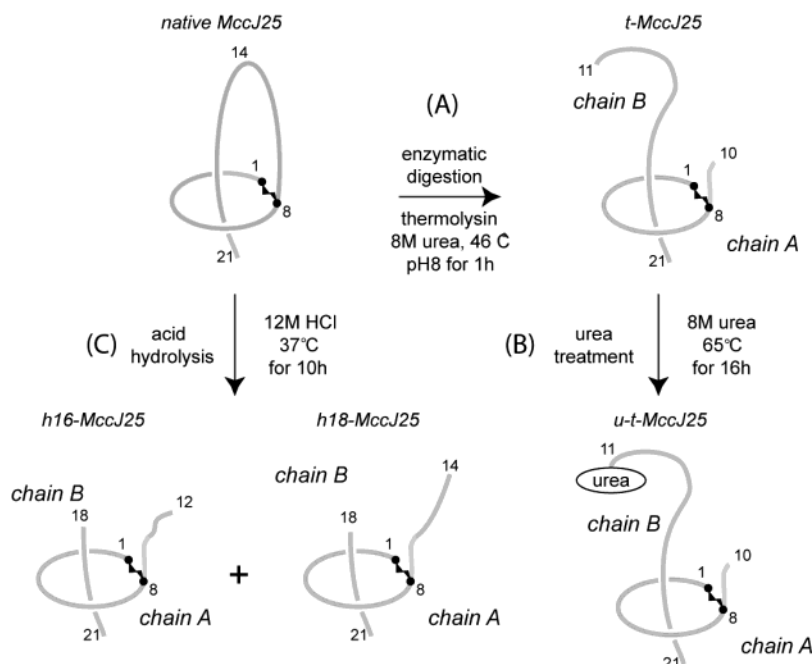 native MccJ25
14
1
8
21
(A)
enzymatic
digestion
thermolysin
8M urea, 46 C
pH8 for 1h
t-MccJ25
11
chain B
10
1
8
chain A
21
(C)
acid
hydrolysis
12M HCl
37°C
for 10h
(B)
urea
treatment
8M urea
65°C
for 16h
h16-MccJ25
chain B
18
12
1
8
chain A
21
+
h18-MccJ25
chain B
14
18
1
8
chain A
21
u-t-MccJ25
11
urea
chain B
10
1
8
chain A
21